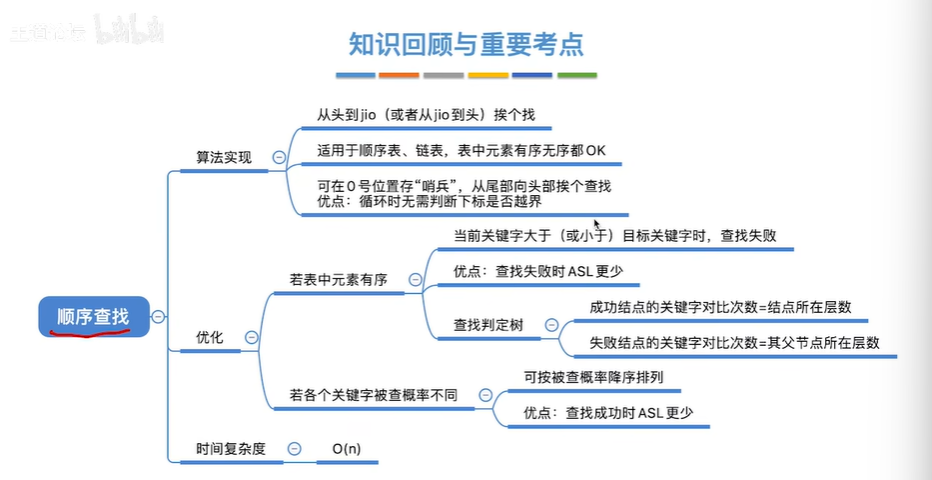 知识回顾与重要考点
从头到jio（或者从jio到头）挨个找
适用于顺序表、链表，表中元素有序无序都OK
算法实现
可在0号位置存“哨兵”，从尾部向头部挨个查找
优点：循环时无需判断下标是否越界
当前关键字大于（或小于）目标关键字时，查找失败
若表中元素有序
优点：查找失败时ASL更少
成功结点的关键字对比次数=结点所在层数
查找判定树
失败结点的关键字对比次数=其父节点所在层数
顺序查找
优化
可按被查概率降序排列
若各个关键字被查概率不同
优点：查找成功时ASL更少
时间复杂度
O(n)